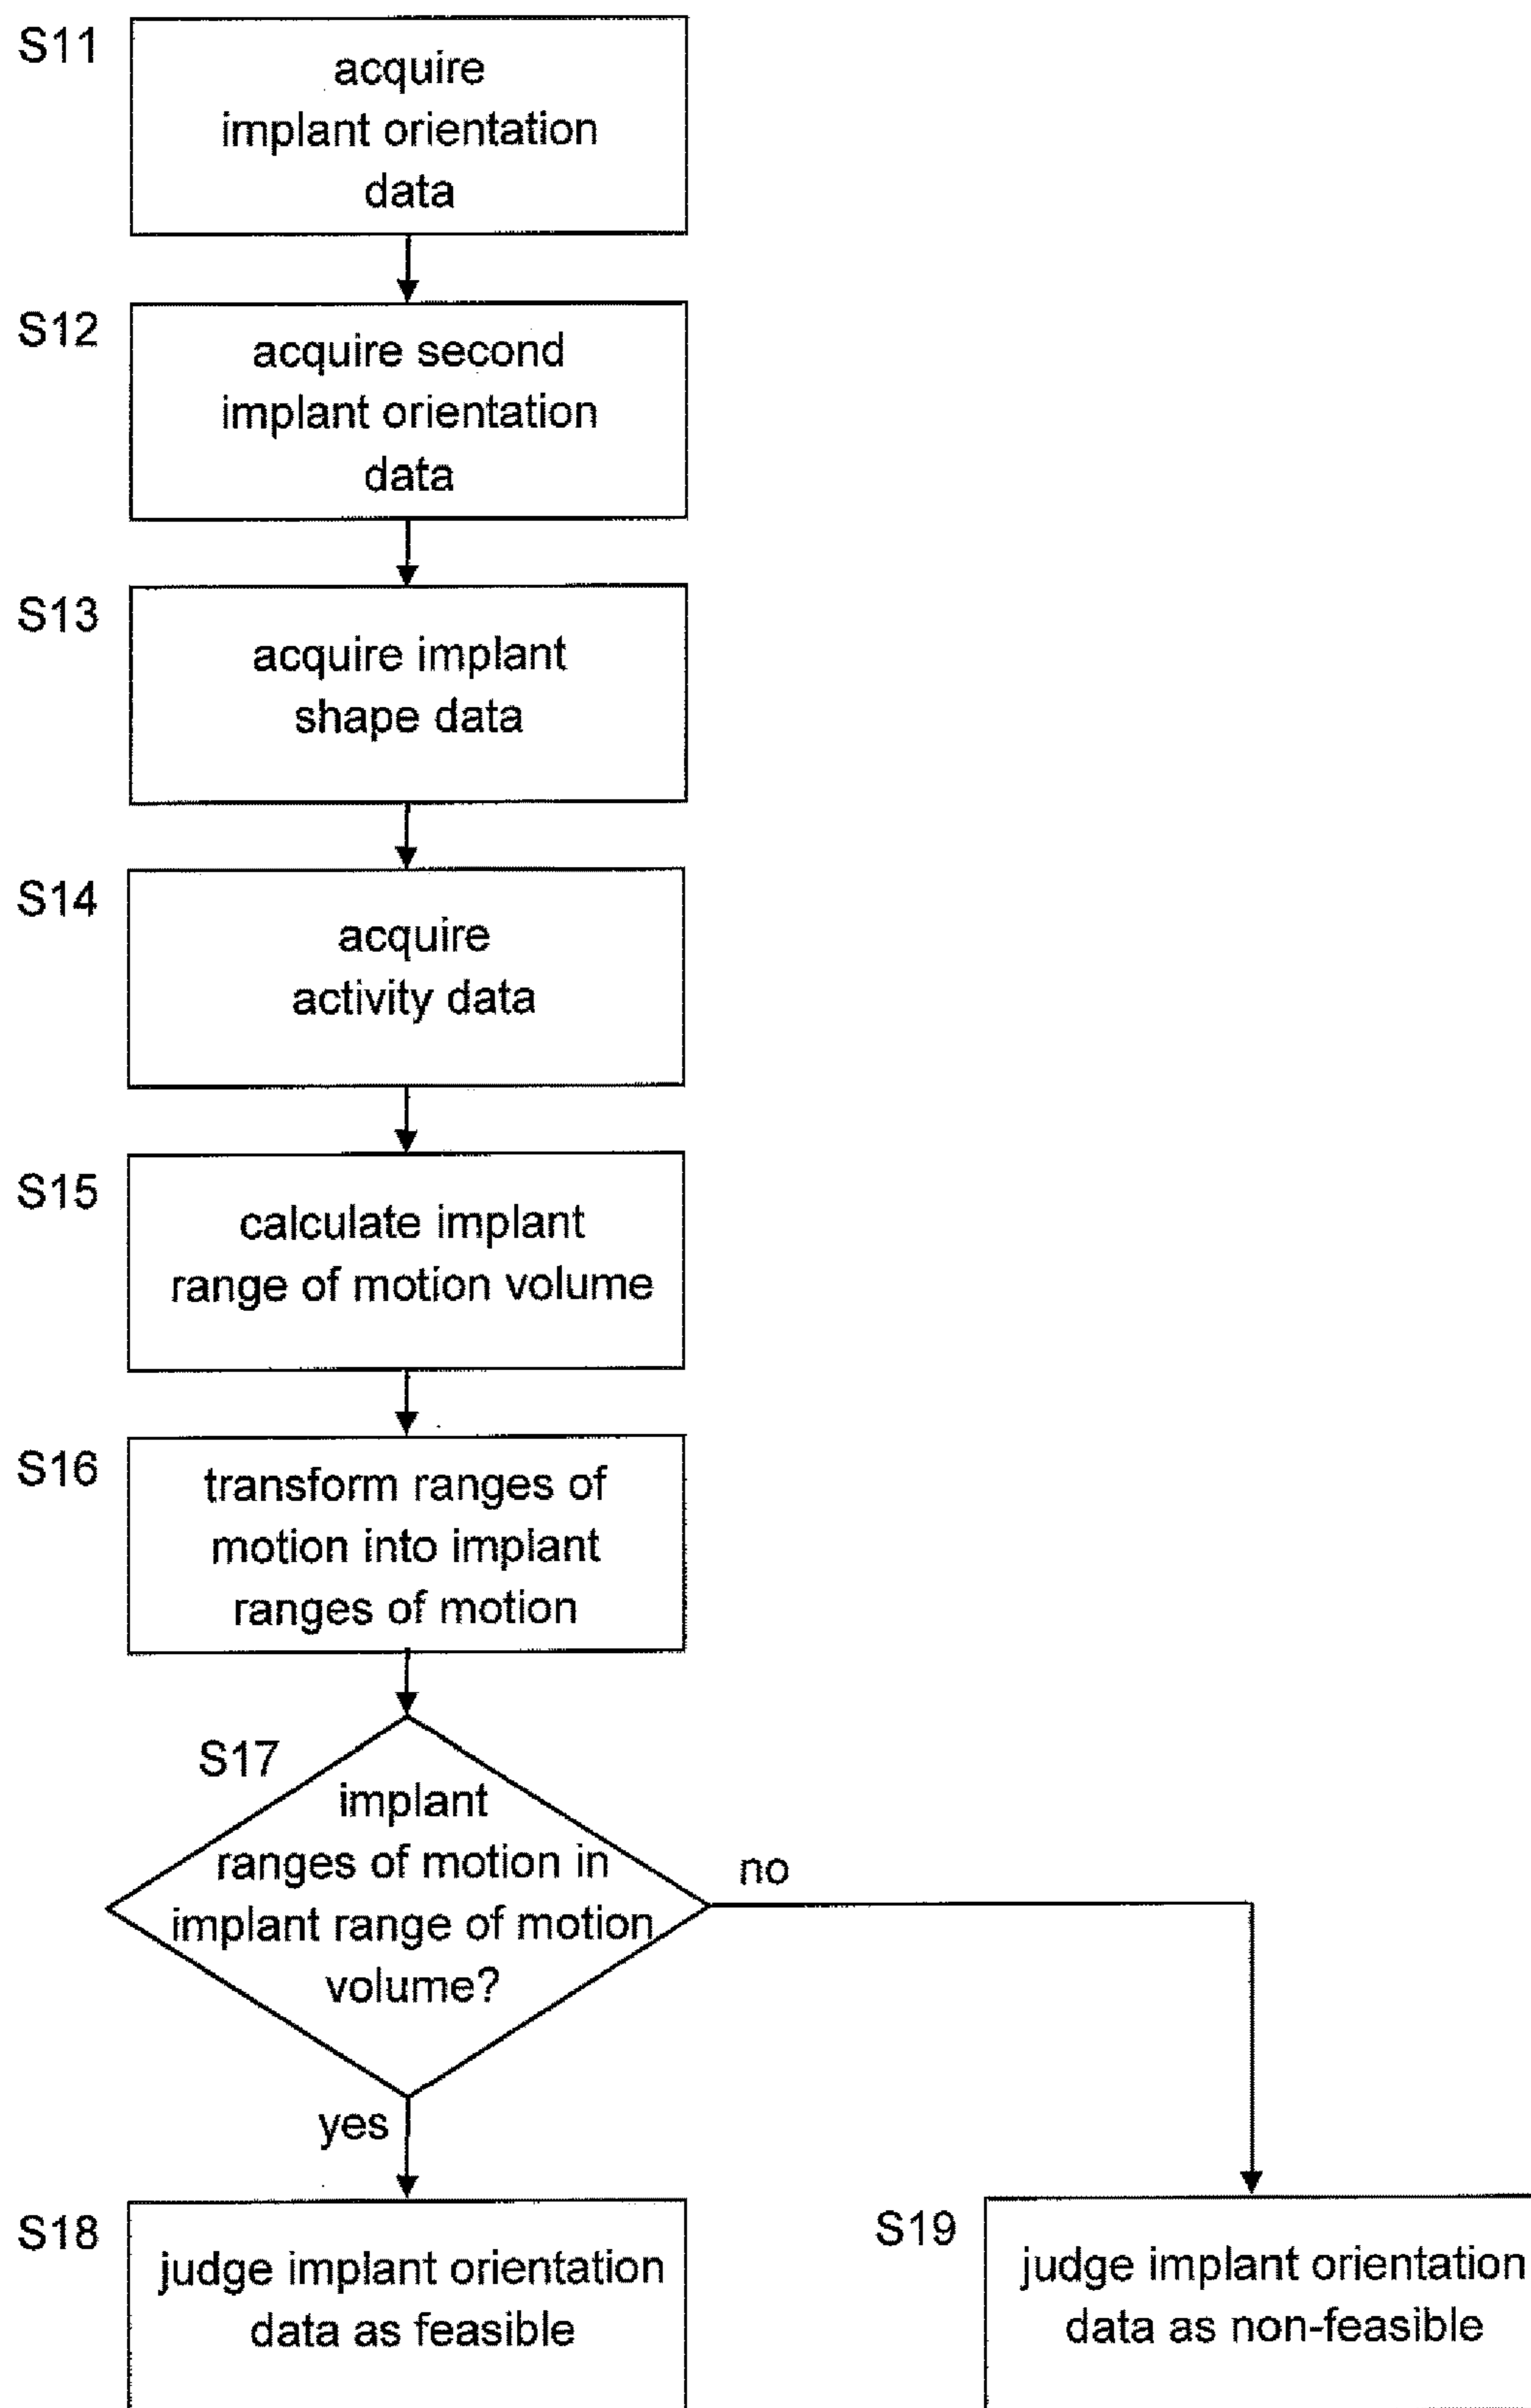 S11
acquire
implant orientation
data
S12
acquire second
implant orientation
data
S13
acquire implant
shape data
S14
acquire
activity data
S15
calculate implant
range of motion volume
S16
transform ranges of
motion into implant
ranges of motion
S17
implant
ranges of motion in
implant range of motion
volume?
no
yes
S18
judge implant orientation
data as feasible
S19
judge implant orientation
data as non-feasible